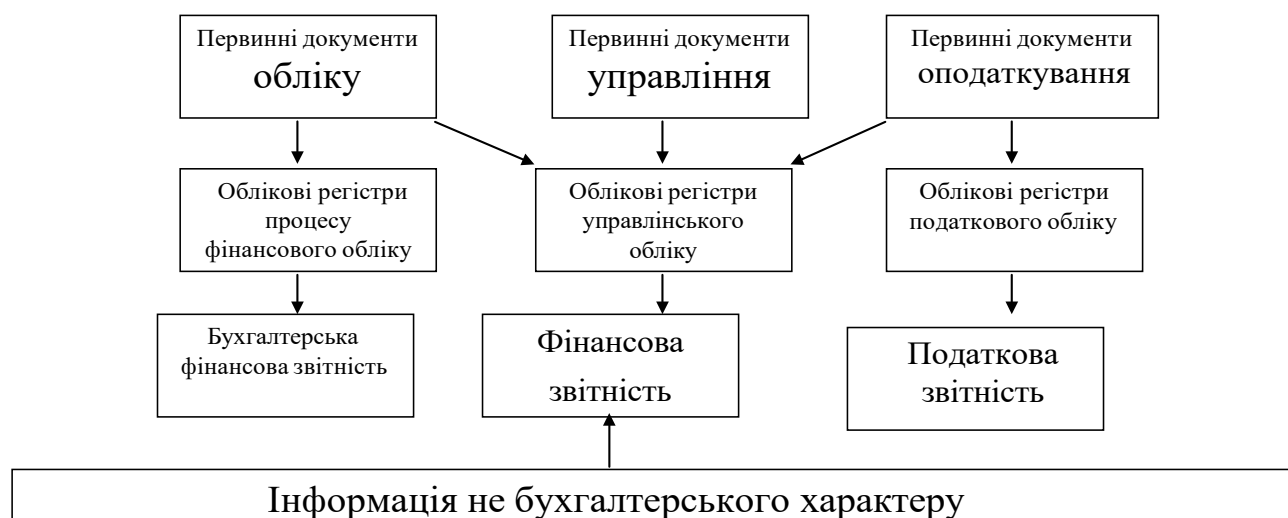 Первинні документи
обліку
Первинні документи
управління
Первинні документи
оподаткування
Облікові регістри
процесу
фінансового обліку
Облікові регістри
управлінського
обліку
Облікові регістри
податкового обліку
Бухгалтерська
фінансова звітність
Фінансова
звітність
Податкова
звітність
Інформація не бухгалтерського характеру